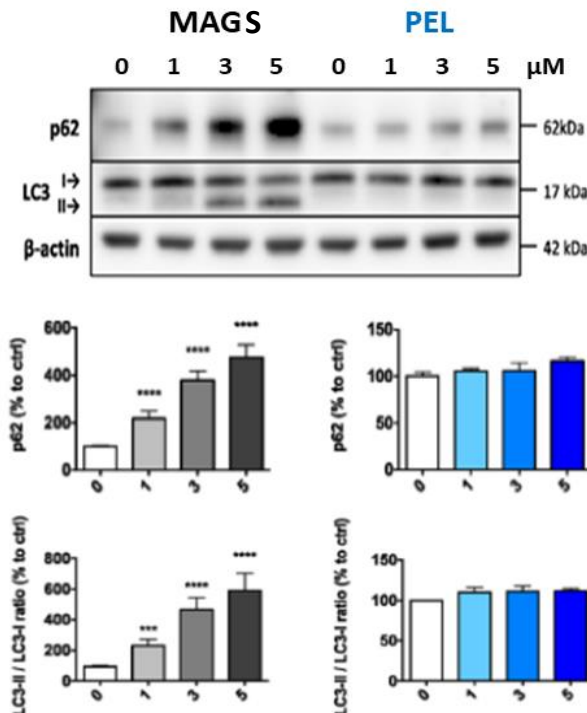 MAGS PEL
0 1 3 5 0 1 3 5 μM
p62 62kDa
LC3 I→ 17 kDa
II→
β-actin 42 kDa
p62 (% to ctrl)
600
400
200
0
**** **** ****
0 1 3 5
p62 (% to ctrl)
150
100
50
0
0 1 3 5
LC3-II / LC3-I ratio (% to ctrl)
800
600
400
200
0
*** **** ****
0 1 3 5
LC3-II / LC3-I ratio (% to ctrl)
150
100
50
0
0 1 3 5